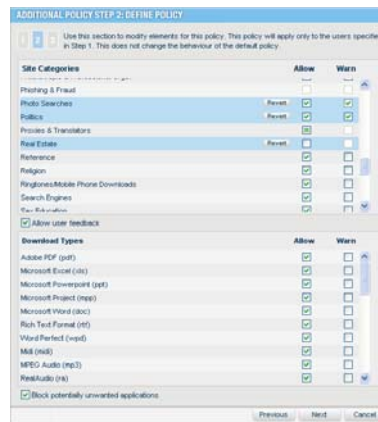 ADDITIONAL POLICY STEP 2: DEFINE POLICY
2
Use this section to modify elements for this policy. This policy will apply only to the users specifie
in Step 1. This does not change the behaviour of the default policy.
Site Categories Allow Warn
Phishing & Fraud
Photo Searches Revert
Politics Revert
Proxies & Translators
Real Estate Revert
Reference
Religion
Ringtones/Mobile Phone Downloads
Search Engines
Sex Education
Allow user feedback
Download Types Allow Warn
Adobe PDF (pdf)
Microsoft Excel (xls)
Microsoft Powerpoint (ppt)
Microsoft Project (mpp)
Microsoft Word (doc)
Rich Text Format (rtf)
Word Perfect (wpd)
Midi (midi)
MPEG Audio (mp3)
RealAudio (ra)
Block potentially unwanted applications
Previous Next Cancel